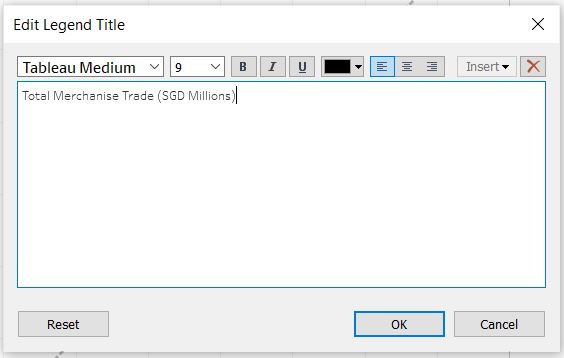 Edit Legend Title
Tableau Medium 9 B I U Insert
Total Merchanise Trade (SGD Millions)
Reset OK Cancel